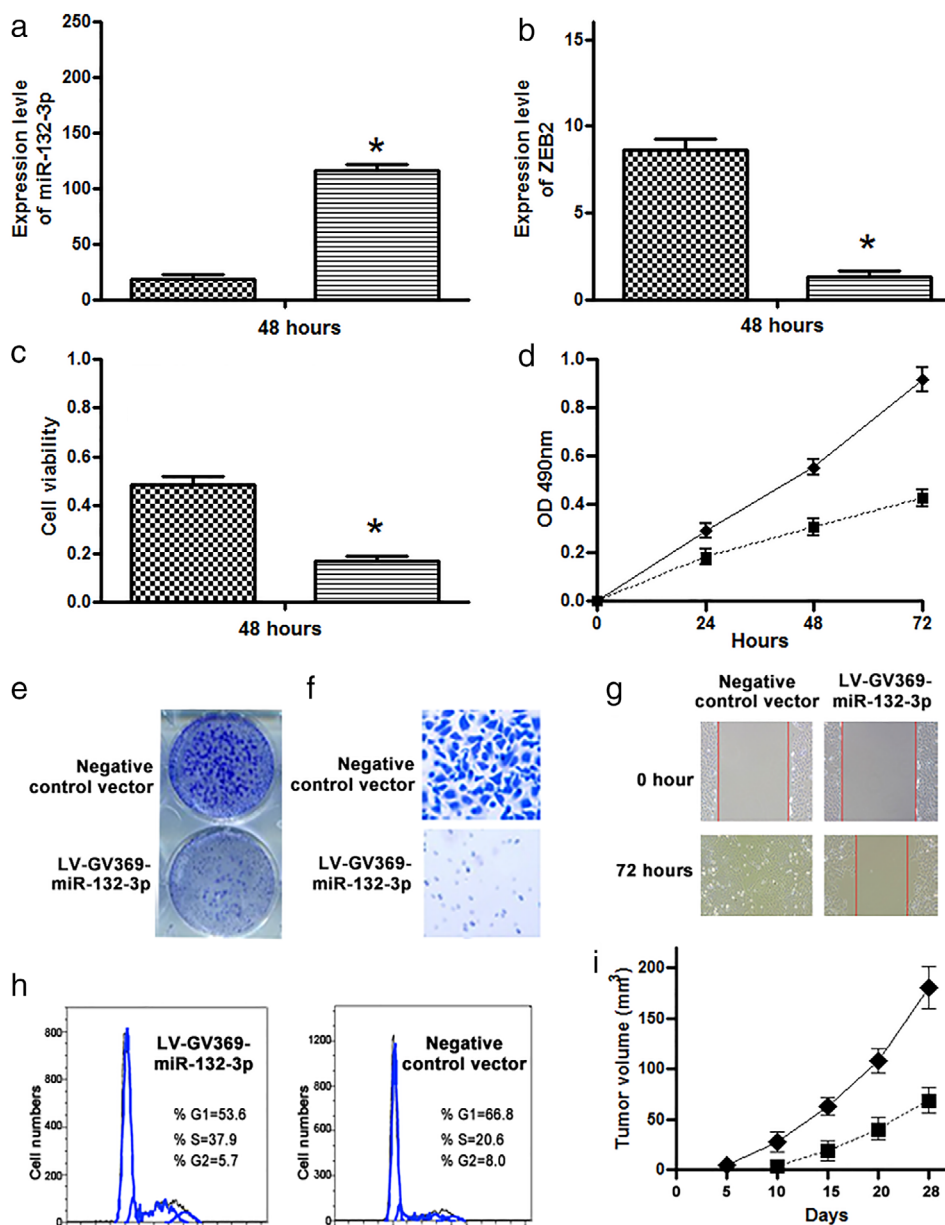 a
Expression levle
of miR-132-3p
250
200
150
100
50
0
*
48 hours
b
Expression levle
of ZEB2
15
10
5
0
*
48 hours
c
Cell viability
1.0
0.8
0.6
0.4
0.2
0.0
*
48 hours
d
OD 490nm
1.0
0.8
0.6
0.4
0.2
0.0
0 24 48 72
Hours
e
Negative
control vector
LV-GV369-
miR-132-3p
f
Negative
control vector
LV-GV369-
miR-132-3p
g
Negative
control vector
LV-GV369-
miR-132-3p
0 hour
72 hours
h
Cell numbers
800
600
400
200
0
LV-GV369-
miR-132-3p
% G1=53.6
% S=37.9
% G2=5.7
Cell numbers
1200
900
600
300
0
Negative
control vector
% G1=66.8
% S=20.6
% G2=8.0
i
Tumor volume (mm³)
200
150
100
50
0
0 5 10 15 20 28
Days